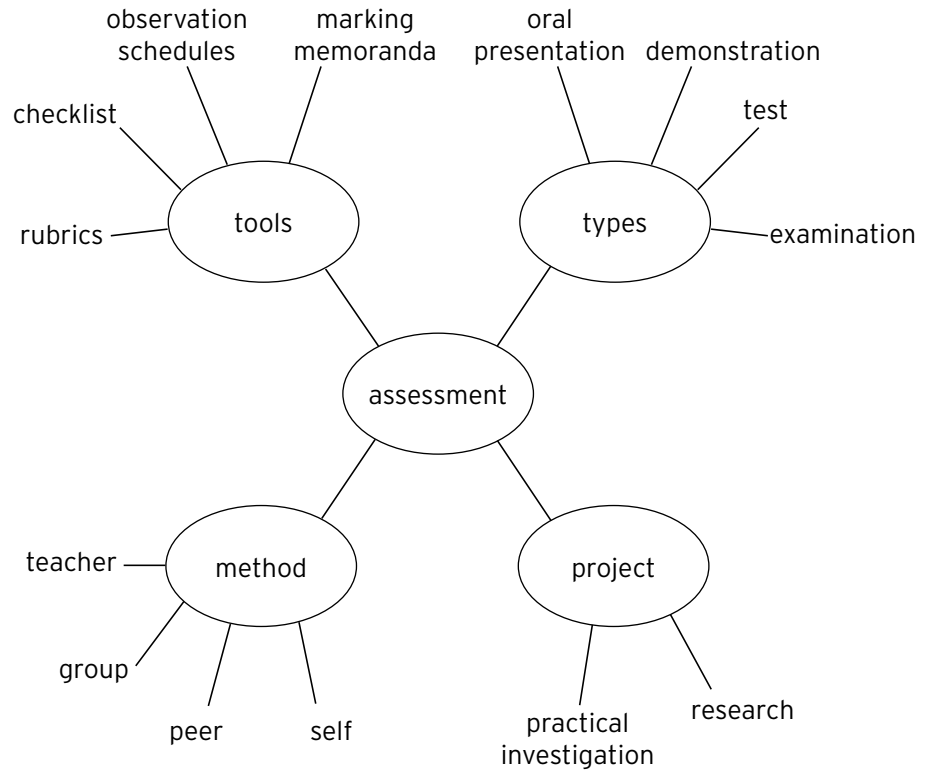 observation
schedules
marking
memoranda
oral
presentation
demonstration
checklist
test
tools
types
rubrics
examination
assessment
teacher
method
project
group
peer
self
practical
investigation
research